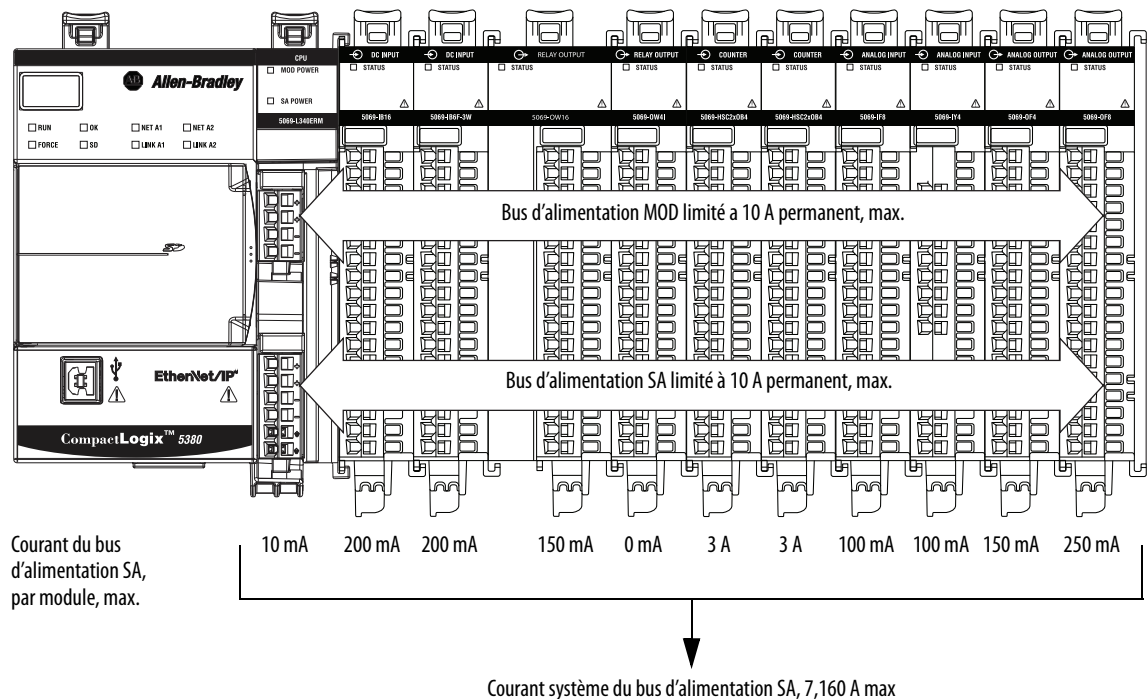 CPU
MOD POWER
SA POWER
5069-L340ERM
AB Allen-Bradley
RUN OK NET A1 NET A2
FORCE SD LINK A1 LINK A2
DC INPUT DC INPUT RELAY OUTPUT RELAY OUTPUT COUNTER COUNTER ANALOG INPUT ANALOG INPUT ANALOG OUTPUT ANALOG OUTPUT
STATUS STATUS STATUS STATUS STATUS STATUS STATUS STATUS STATUS STATUS
5069-IB16 5069-IB6F-3W 5069-OW16 5069-OW4I 5069-HSC2xOB4 5069-HSC2xOB4 5069-IF8 5069-IY4 5069-OF4 5069-OF8
Bus d’alimentation MOD limité a 10 A permanent, max.
Bus d’alimentation SA limité à 10 A permanent, max.
EtherNet/IP™
CompactLogix™ 5380
Courant du bus
d’alimentation SA,
par module, max.
10 mA 200 mA 200 mA 150 mA 0 mA 3 A 3 A 100 mA 100 mA 150 mA 250 mA
Courant système du bus d’alimentation SA, 7,160 A max